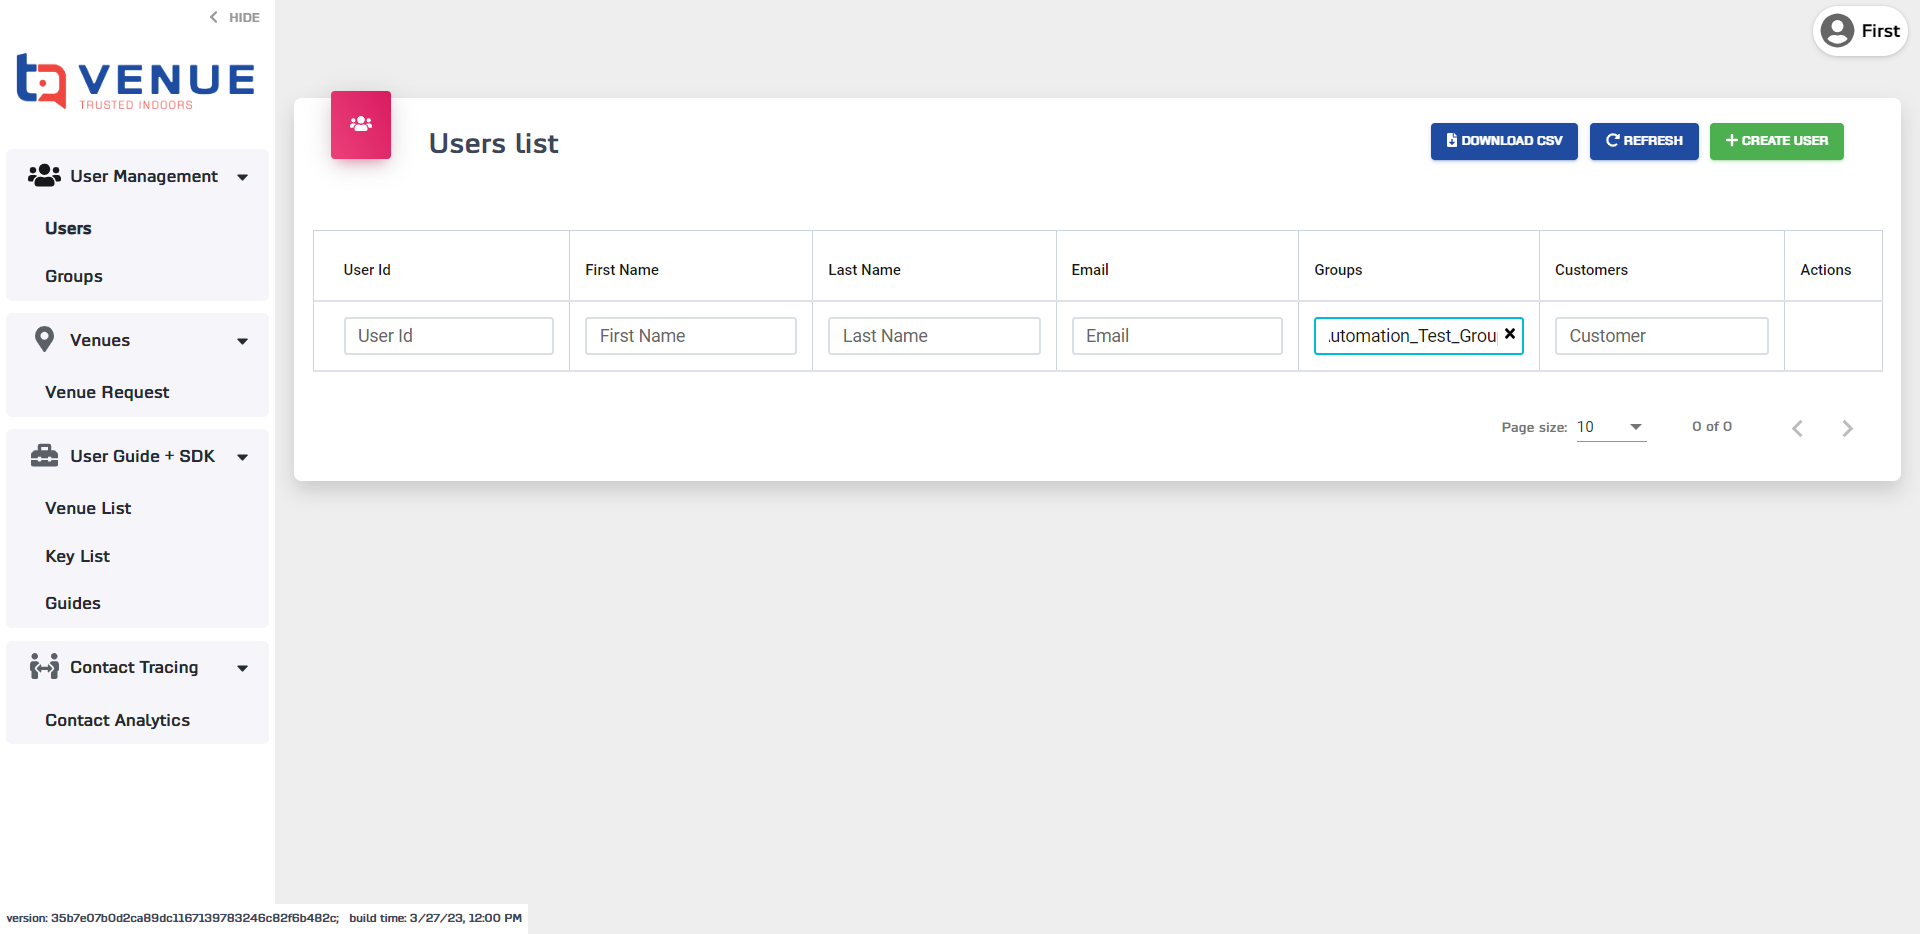 HIDE
VENUE
TRUSTED INDOORS
First
User Management
Users
Groups
Venues
Venue Request
User Guide + SDK
Venue List
Key List
Guides
Contact Tracing
Contact Analytics
Users list
DOWNLOAD CSV
REFRESH
CREATE USER
User Id First Name Last Name Email Groups Customers Actions
User Id First Name Last Name Email utomation_Test_Grou Customer
Page size: 10 0 of 0
version: 35b7e07b0d2ca89dc1167139783246c82f6b482c; build time: 3/27/23, 12:00 PM